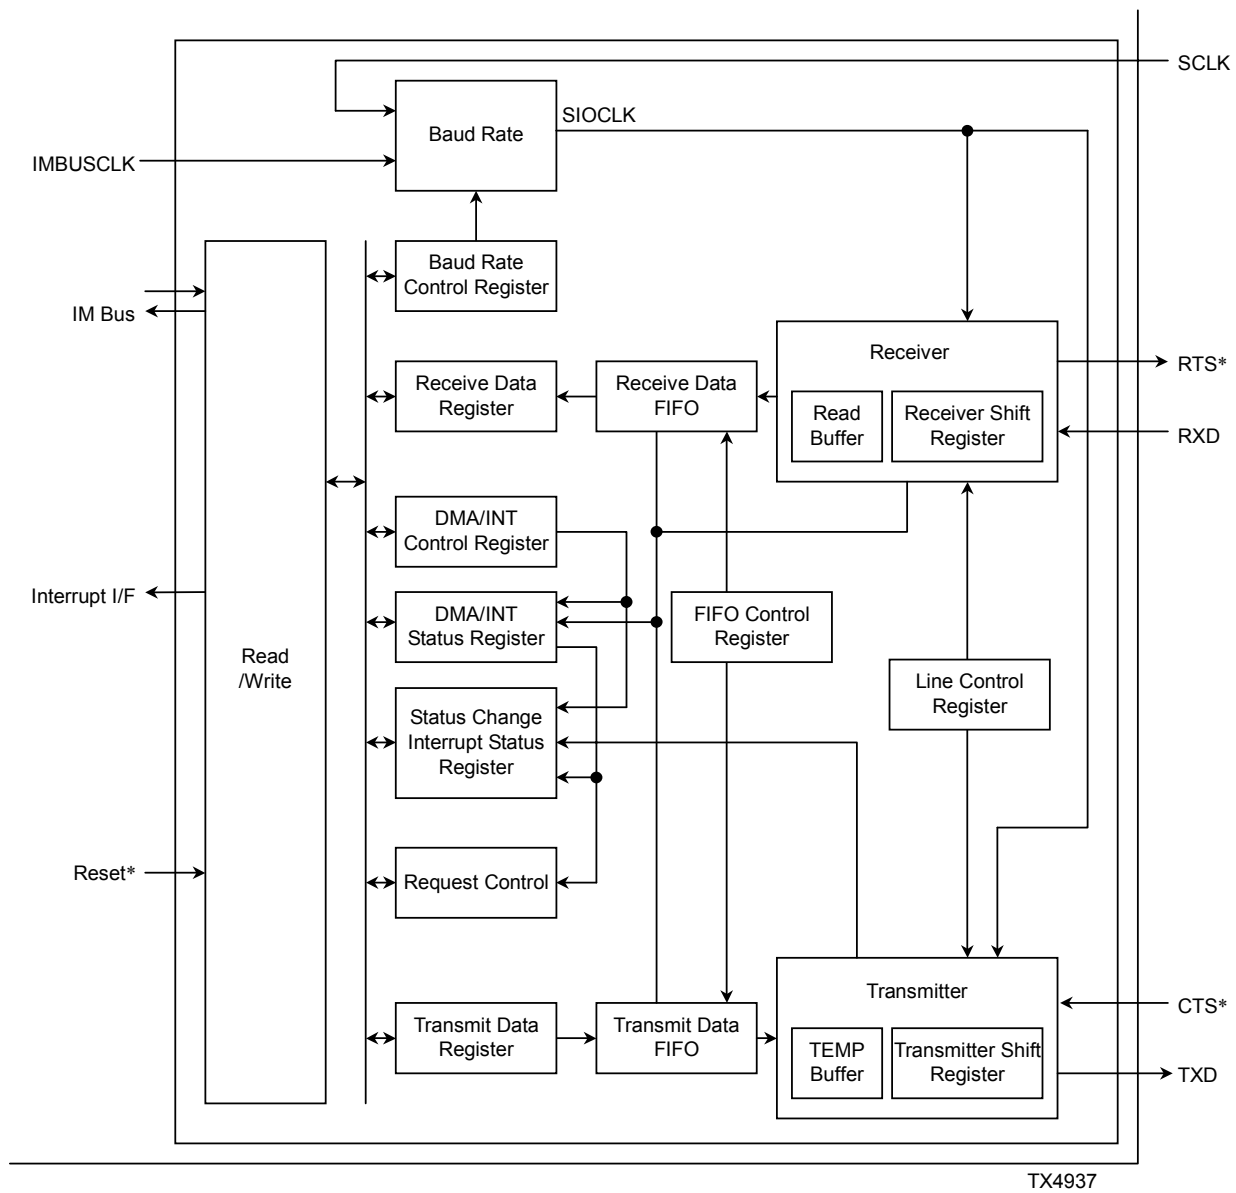 SCLK
SIOCLK
Baud Rate
IMBUSCLK
Baud Rate
Control Register
IM Bus
Receiver
RTS*
Receive Data
Register
Receive Data
FIFO
Read
Buffer
Receiver Shift
Register
RXD
DMA/INT
Control Register
Interrupt I/F
DMA/INT
Status Register
FIFO Control
Register
Read
/Write
Line Control
Register
Status Change
Interrupt Status
Register
Reset*
Request Control
Transmitter
CTS*
Transmit Data
Register
Transmit Data
FIFO
TEMP
Buffer
Transmitter Shift
Register
TXD
TX4937